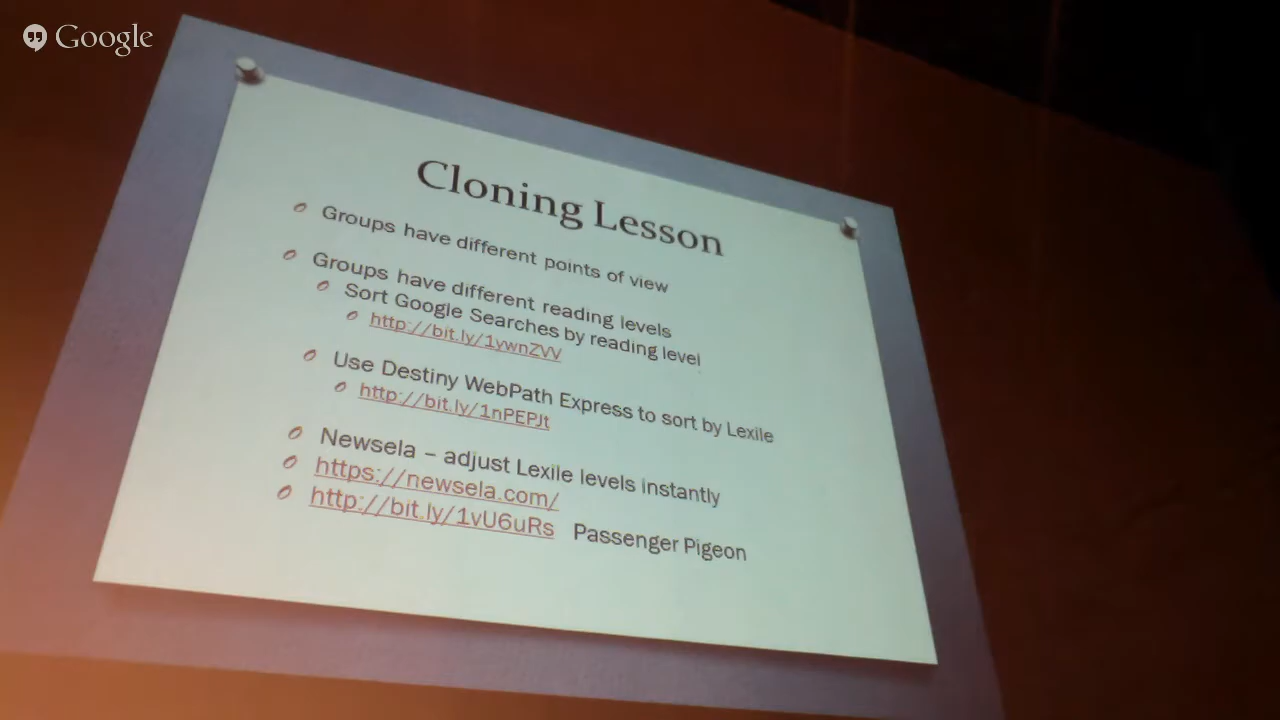 Google
Cloning Lesson
Groups have different points of view
Groups have different reading levels
Sort Google Searches by reading level
http://bit.ly/1vwnZVV
Use Destiny WebPath Express to sort by Lexile
http://bit.ly/1nPEPJt
Newsela – adjust Lexile levels instantly
https://newsela.com/
http://bit.ly/1vU6uRs Passenger Pigeon